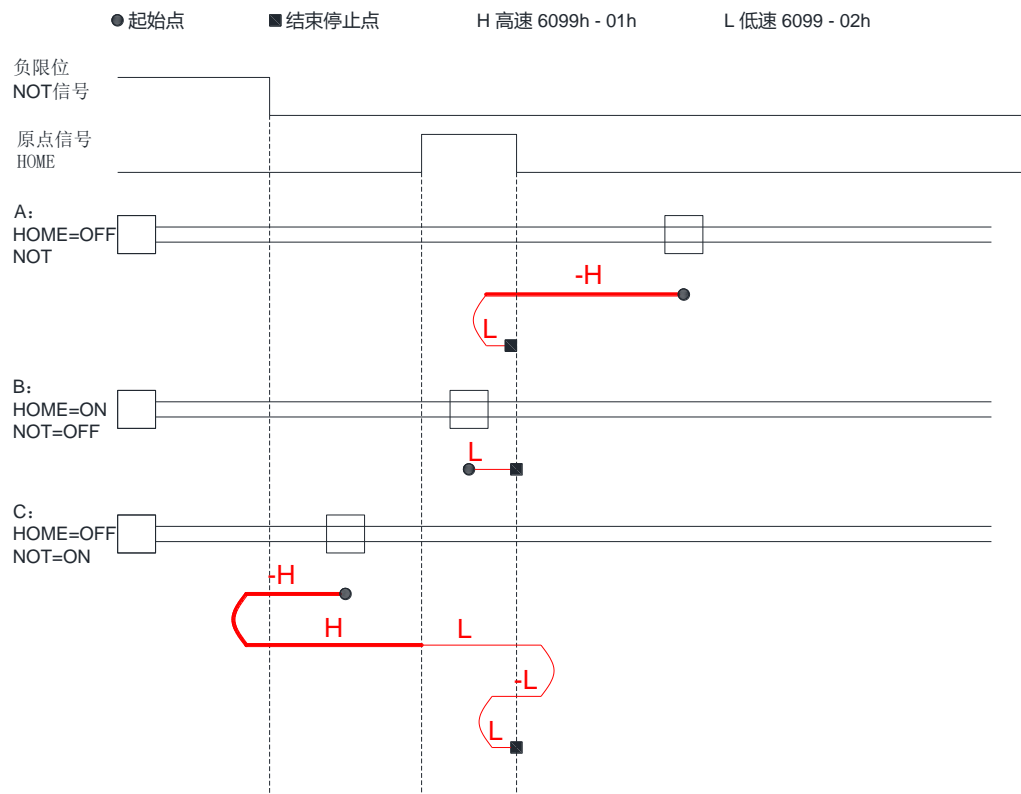 起始点
结束停止点
H 高速 6099h - 01h
L 低速 6099 - 02h
负限位
NOT信号
原点信号
HOME
A:
HOME=OFF
NOT
-H
L
B:
HOME=ON
NOT=OFF
L
C:
HOME=OFF
NOT=ON
-H
H
L
-L
L